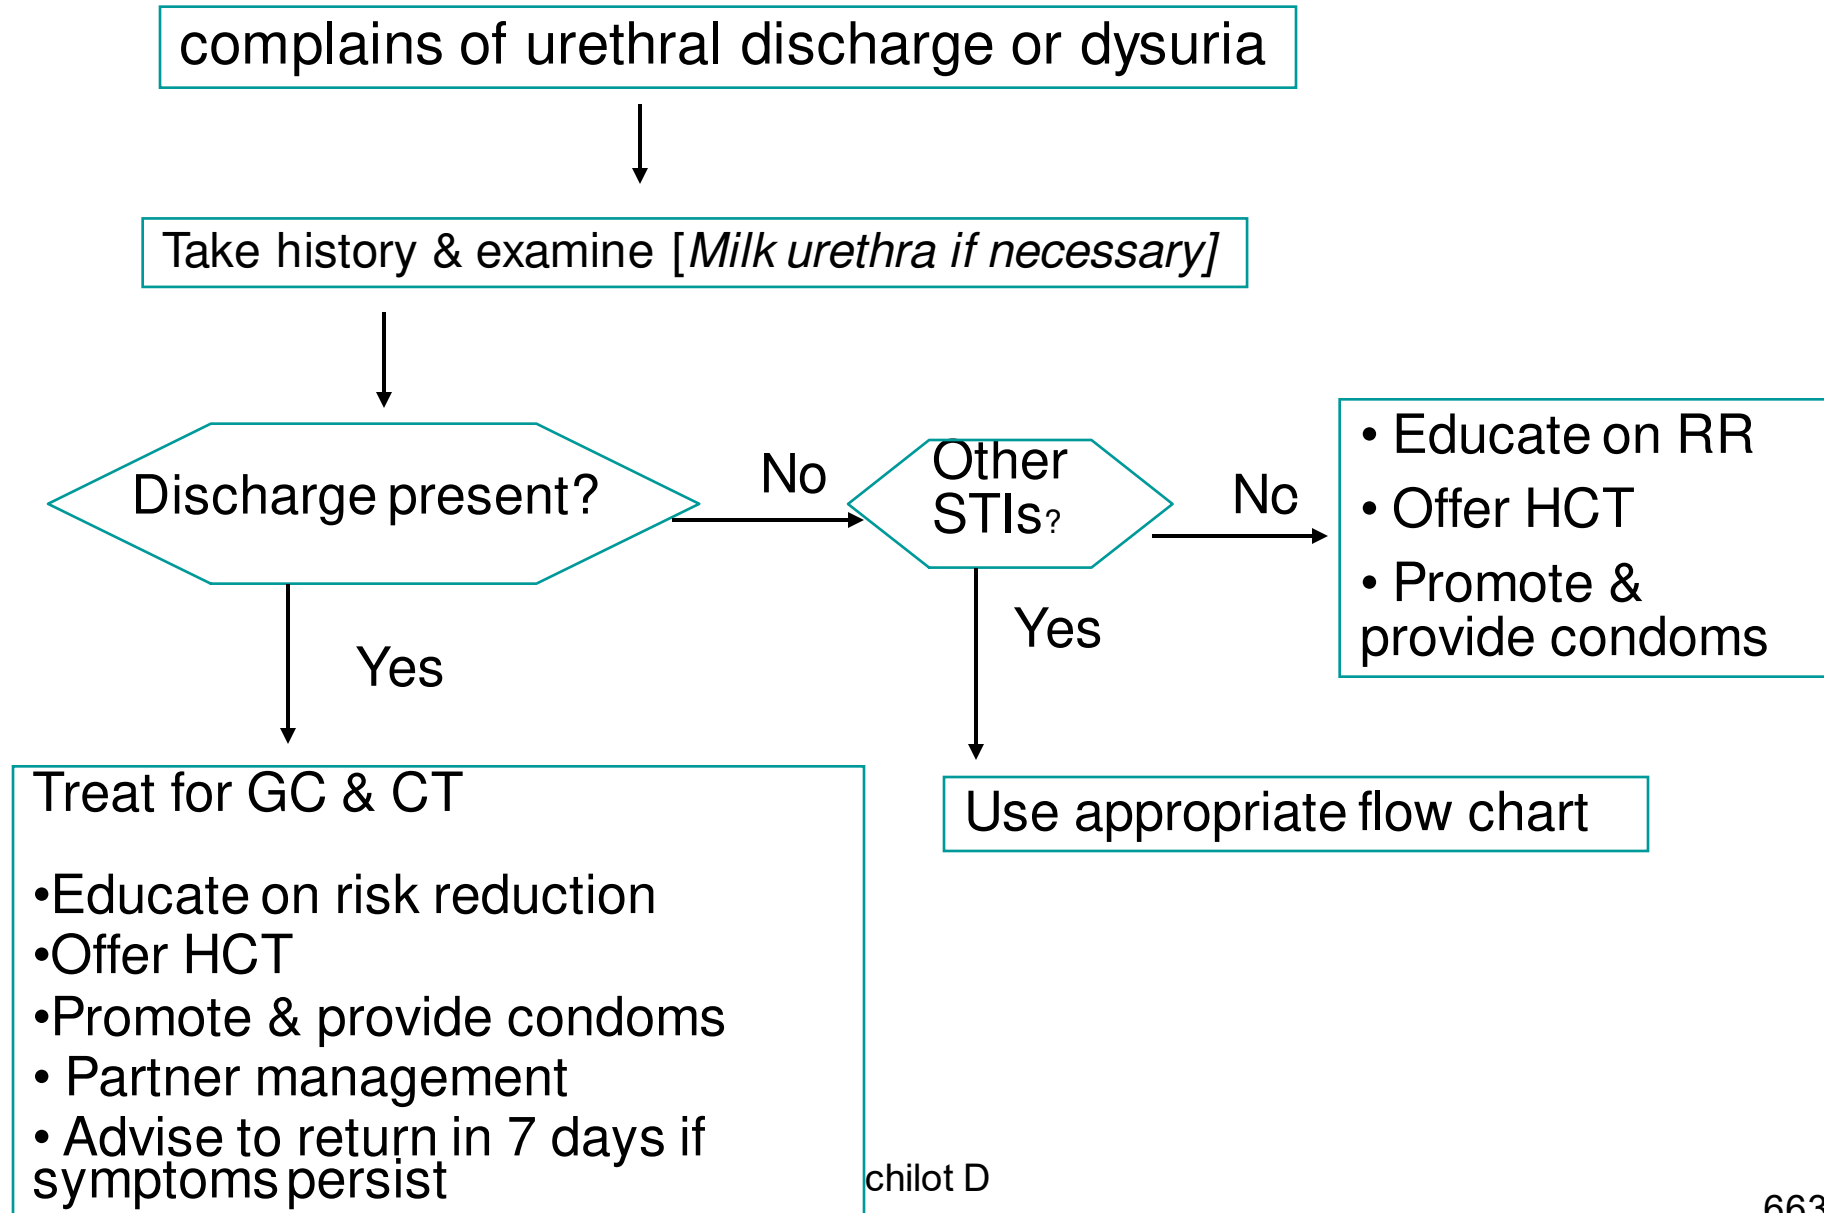 complains of urethral discharge or dysuria
Take history & examine [Milk urethra if necessary]
Discharge present?
No
Other
STIs?
Nc
• Educate on RR
• Offer HCT
• Promote &
provide condoms
Yes
Yes
Treat for GC & CT
•Educate on risk reduction
•Offer HCT
•Promote & provide condoms
• Partner management
• Advise to return in 7 days if
symptoms persist
Use appropriate flow chart
chilot D
663